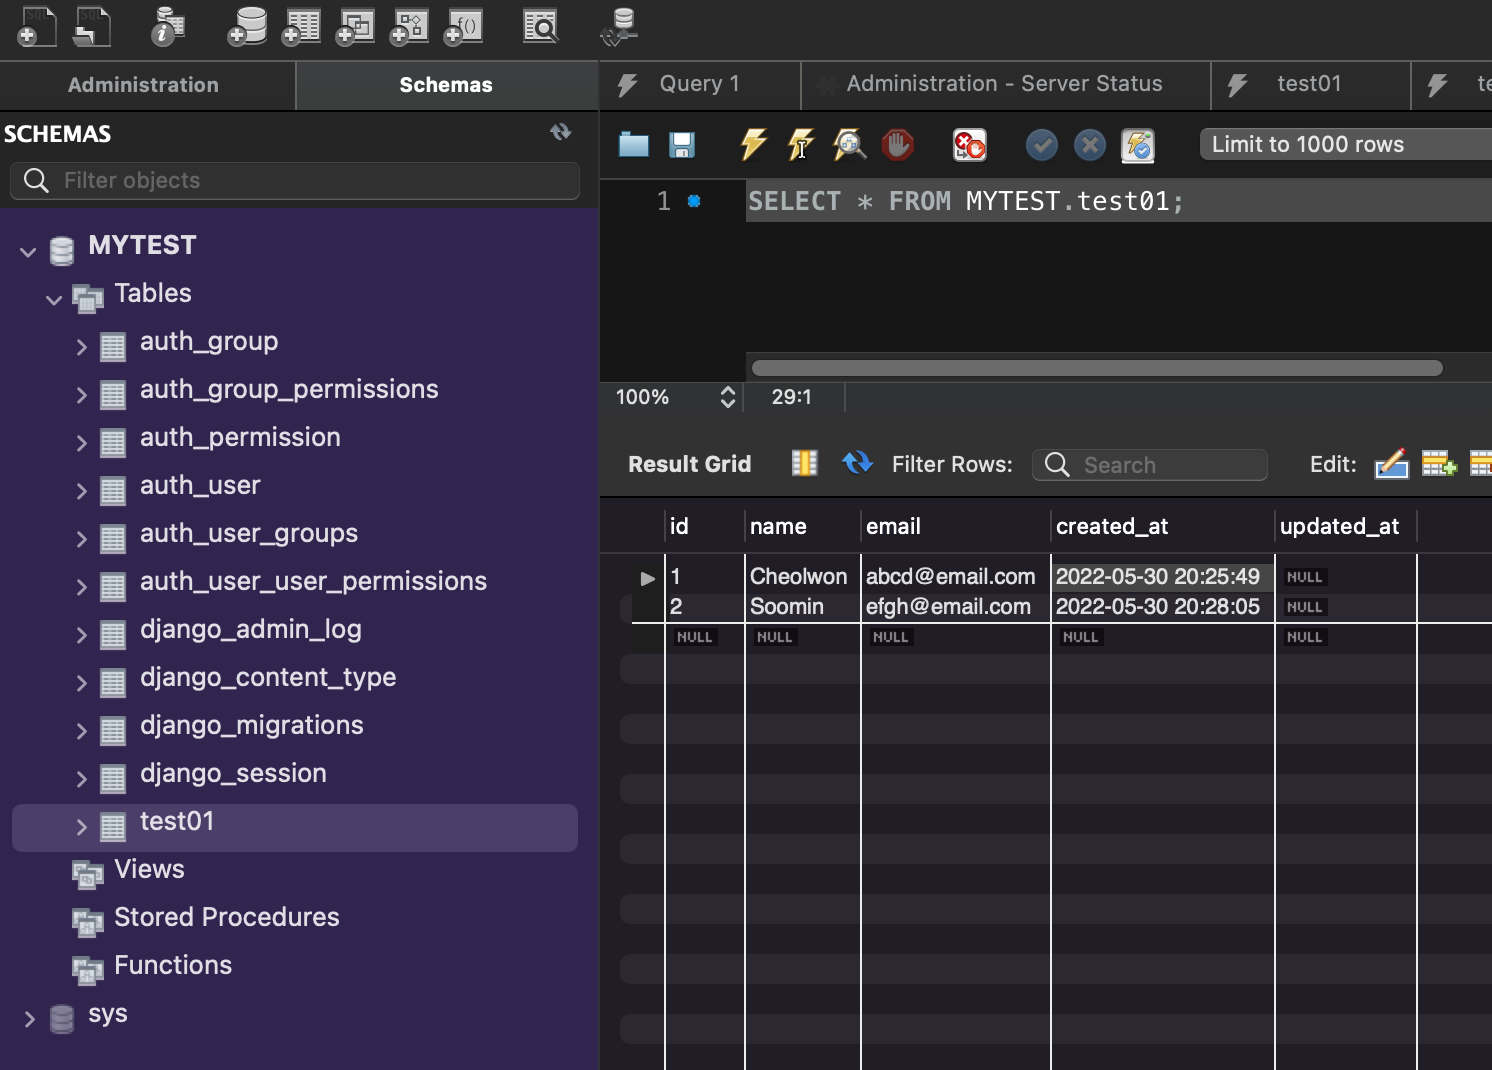 SQL
SQL
i
f()
Administration
Schemas
Query 1
Administration - Server Status
test01
te
SCHEMAS
Filter objects
Limit to 1000 rows
1
SELECT * FROM MYTEST.test01;
MYTEST
Tables
auth_group
auth_group_permissions
auth_permission
auth_user
auth_user_groups
auth_user_user_permissions
django_admin_log
django_content_type
django_migrations
django_session
test01
Views
Stored Procedures
Functions
sys
100%
29:1
Result Grid
Filter Rows:
Search
Edit:
id name email created_at updated_at
1 Cheolwon abcd@email.com 2022-05-30 20:25:49 NULL
2 Soomin efgh@email.com 2022-05-30 20:28:05 NULL
NULL NULL NULL NULL NULL